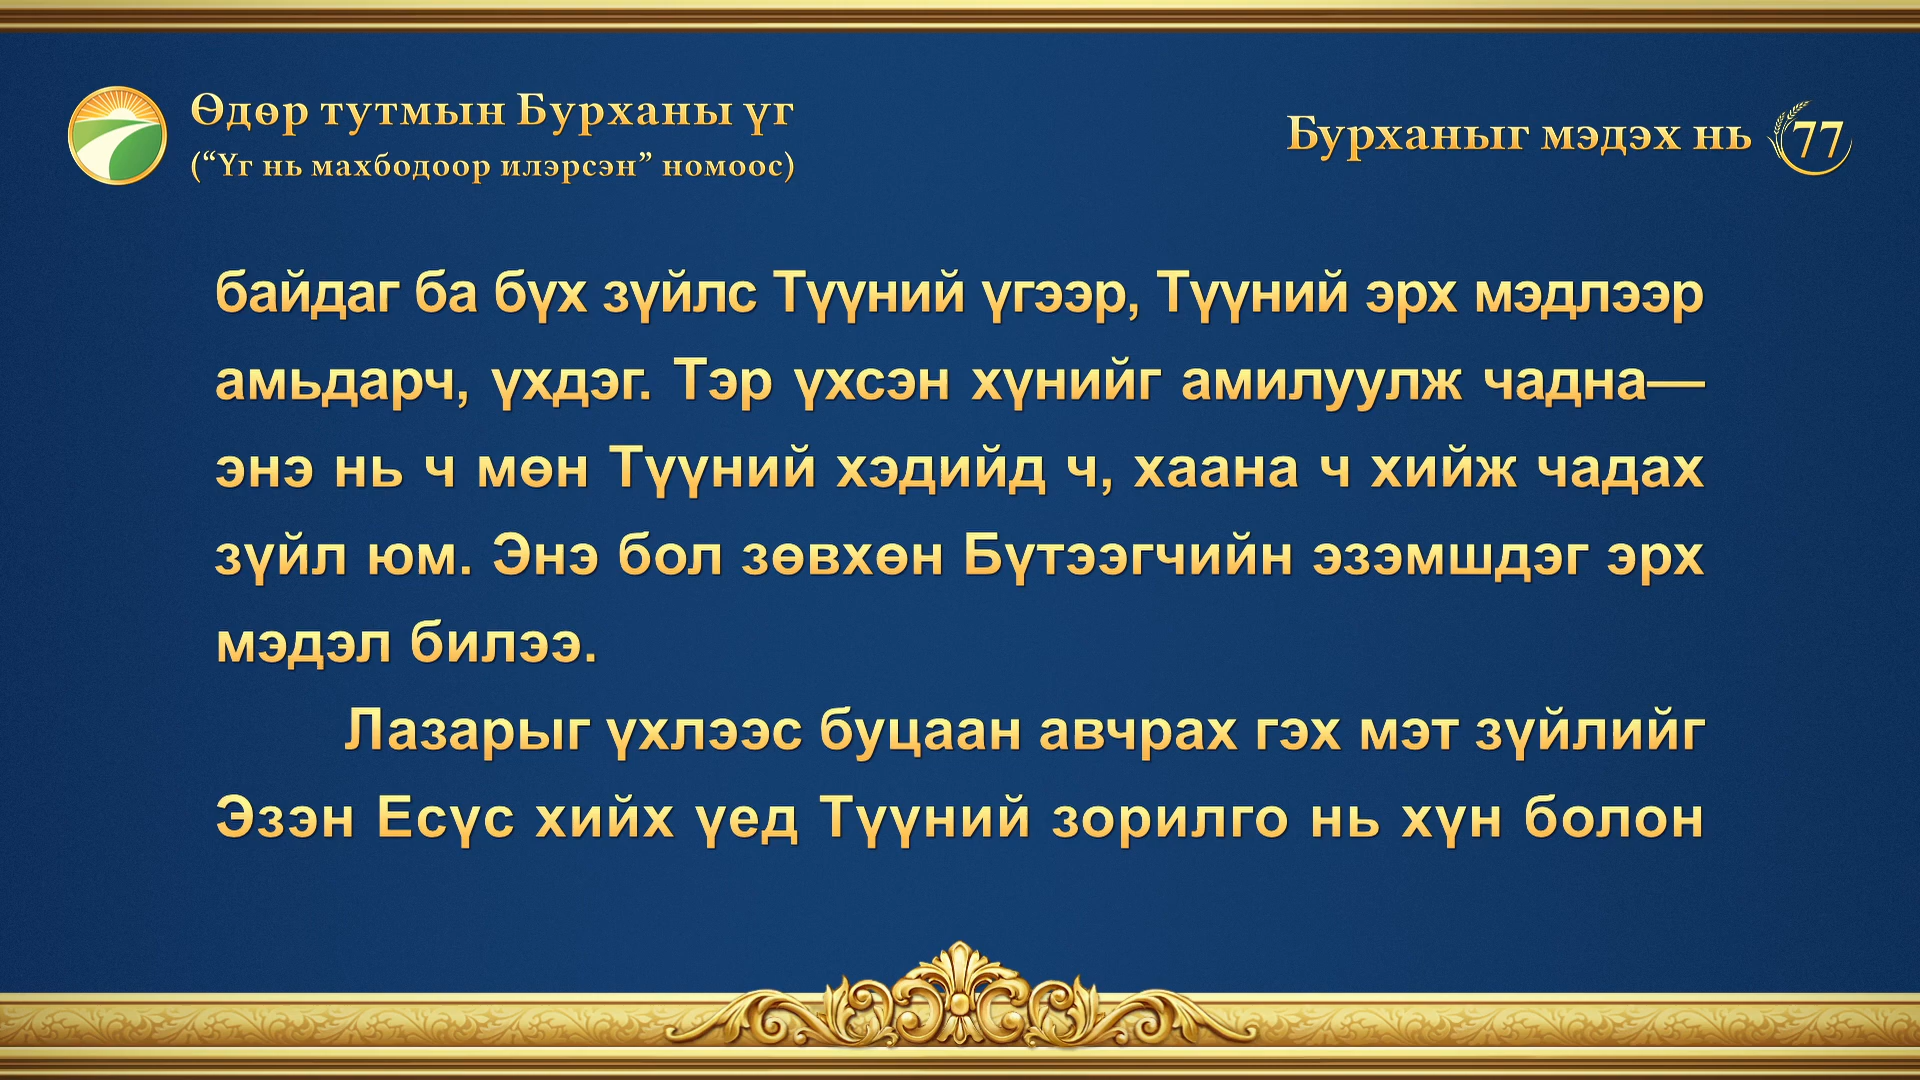 Өдөр тутмын Бурханы үг
(“Үг нь махбодоор илэрсэн” номоос)
Бурханыг мэдэх нь 77
байдаг ба бүх зүйлс Түүний үгээр, Түүний эрх мэдлээр
амьдарч, үхдэг. Тэр үхсэн хүнийг амилуулж чадна—
энэ нь ч мөн Түүний хэдийд ч, хаана ч хийж чадах
зүйл юм. Энэ бол зөвхөн Бүтээгчийн эзэмшдэг эрх
мэдэл билээ.
Лазарыг үхлээс буцаан авчрах гэх мэт зүйлийг
Эзэн Есүс хийх үед Түүний зорилго нь хүн болон